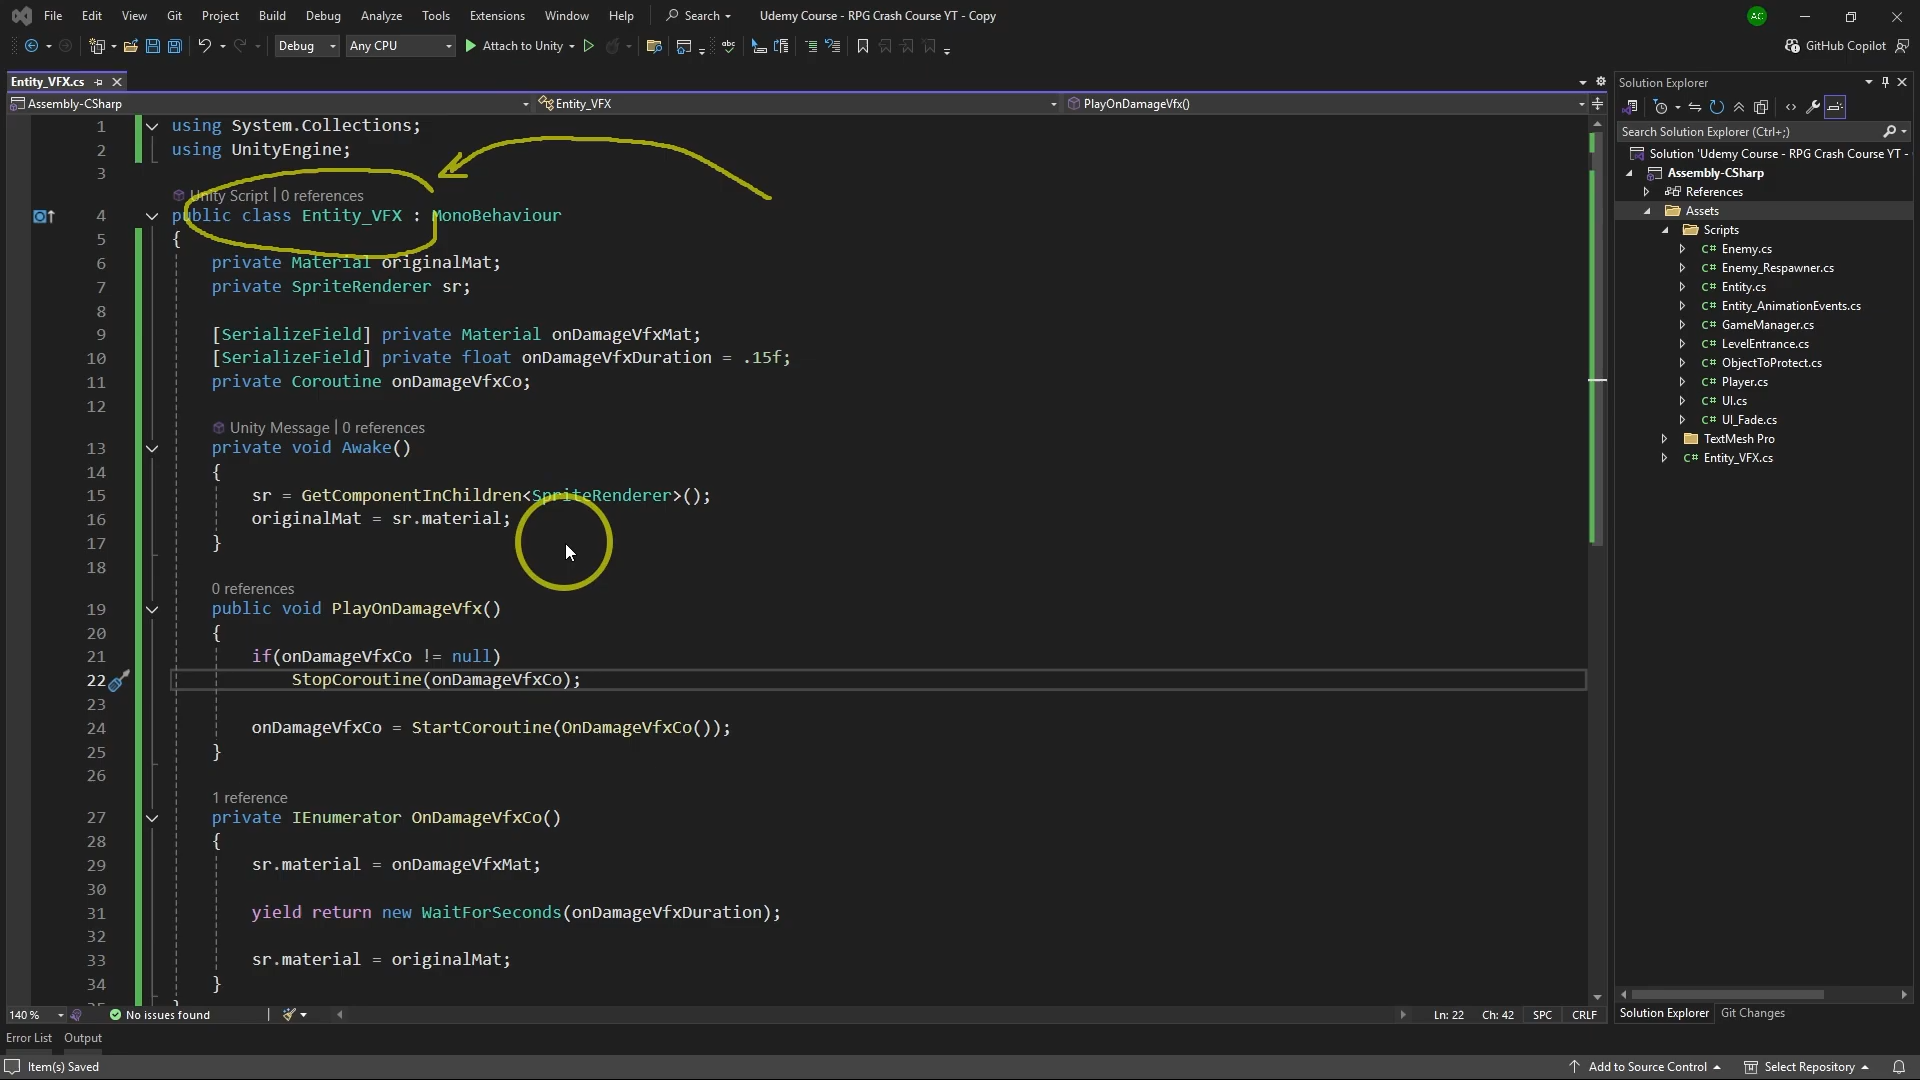 File Edit View Git Project Build Debug Analyze Tools Extensions Window Help Search Udemy Course - RPG Crash Course YT - Copy AC
Debug Any CPU Attach to Unity GitHub Copilot
Entity_VFX.cs
Assembly-CSharp Entity_VFX PlayOnDamageVfx()
1 using System.Collections;
2 using UnityEngine;
3
Unity Script | 0 references
4 public class Entity_VFX : MonoBehaviour
5 {
6 private Material originalMat;
7 private SpriteRenderer sr;
8
9 [SerializeField] private Material onDamageVfxMat;
10 [SerializeField] private float onDamageVfxDuration = .15f;
11 private Coroutine onDamageVfxCo;
12
Unity Message | 0 references
13 private void Awake()
14 {
15 sr = GetComponentInChildren<SpriteRenderer>();
16 originalMat = sr.material;
17 }
18
0 references
19 public void PlayOnDamageVfx()
20 {
21 if(onDamageVfxCo != null)
22 StopCoroutine(onDamageVfxCo);
23
24 onDamageVfxCo = StartCoroutine(OnDamageVfxCo());
25 }
26
1 reference
27 private IEnumerator OnDamageVfxCo()
28 {
29 sr.material = onDamageVfxMat;
30
31 yield return new WaitForSeconds(onDamageVfxDuration);
32
33 sr.material = originalMat;
34 }
140 % No issues found Ln: 22 Ch: 42 SPC CRLF
Error List Output
Item(s) Saved Add to Source Control Select Repository
Solution Explorer
Search Solution Explorer (Ctrl+;)
Solution 'Udemy Course - RPG Crash Course YT -
Assembly-CSharp
References
Assets
Scripts
C# Enemy.cs
C# Enemy_Respawner.cs
C# Entity.cs
C# Entity_AnimationEvents.cs
C# GameManager.cs
C# LevelEntrance.cs
C# ObjectToProtect.cs
C# Player.cs
C# UI.cs
C# UI_Fade.cs
TextMesh Pro
C# Entity_VFX.cs
Solution Explorer Git Changes